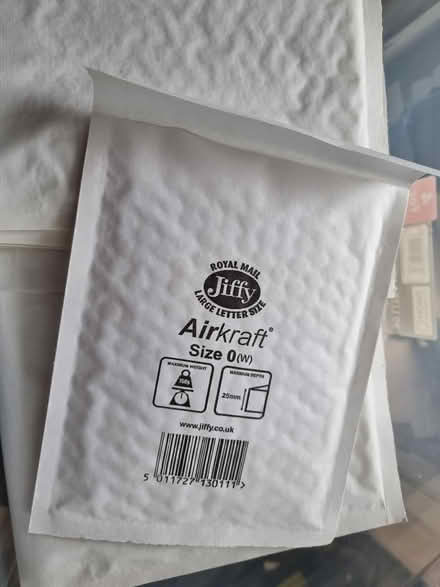 ROYAL MAIL
Jiffy
LARGE LETTER SIZE
Airkraft®
Size 0(W)
MAXIMUM WEIGHT
MAXIMUM DEPTH
25mm
www.jiffy.co.uk
5 011727 130111 >